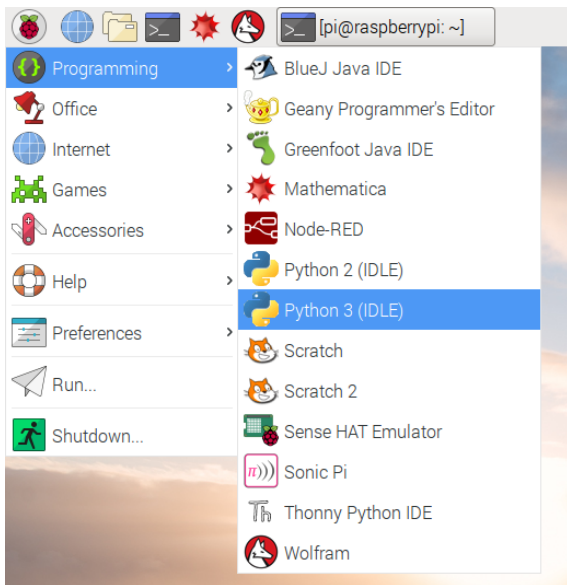 [pi@raspberrypi: ~]
Programming
Office
Internet
Games
Accessories
Help
Preferences
Run...
Shutdown...
BlueJ Java IDE
Geany Programmer's Editor
Greenfoot Java IDE
Mathematica
Node-RED
Python 2 (IDLE)
Python 3 (IDLE)
Scratch
Scratch 2
Sense HAT Emulator
π))) Sonic Pi
Th Thonny Python IDE
Wolfram